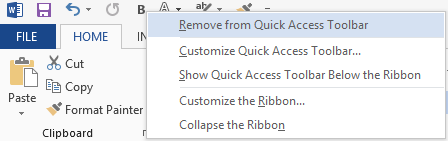 B
A
Remove from Quick Access Toolbar
Customize Quick Access Toolbar...
Show Quick Access Toolbar Below the Ribbon
Customize the Ribbon...
Collapse the Ribbon
FILE
HOME
IN
Cut
Copy
Format Painter
Paste
Clipboard